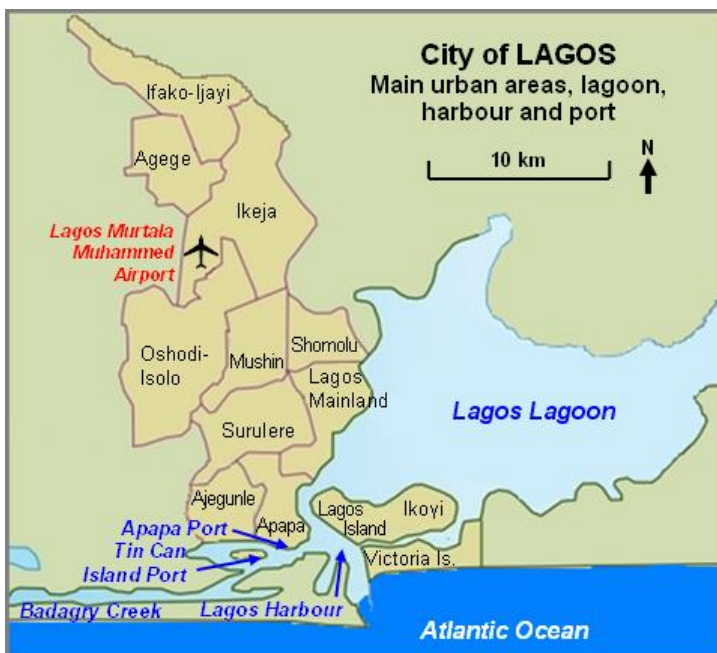 City of LAGOS
Main urban areas, lagoon,
harbour and port
10 km
N
Ifako-Ijayi
Agege
Ikeja
Lagos Murtala
Muhammed
Airport
Oshodi-
Isolo
Mushin
Shomolu
Lagos
Mainland
Lagos Lagoon
Surulere
Ajegunle
Apapa
Lagos
Island
Ikoyi
Apapa Port
Tin Can
Island Port
Victoria Is.
Badagry Creek
Lagos Harbour
Atlantic Ocean